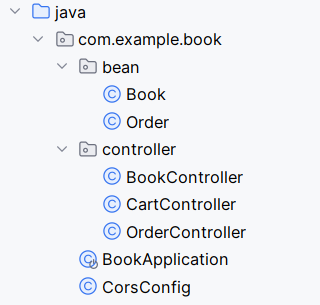 java
com.example.book
bean
Book
Order
controller
BookController
CartController
OrderController
BookApplication
CorsConfig